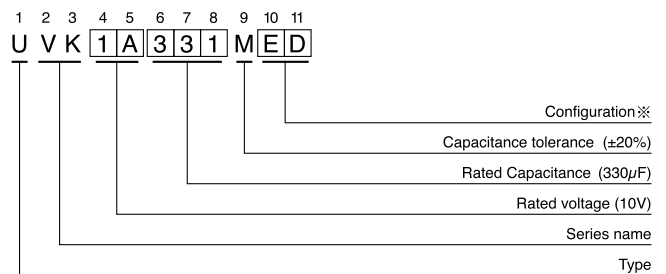 1 2 3 4 5 6 7 8 9 10 11
U V K 1 A 3 3 1 M E D
Configuration※
Capacitance tolerance (±20%)
Rated Capacitance (330µF)
Rated voltage (10V)
Series name
Type